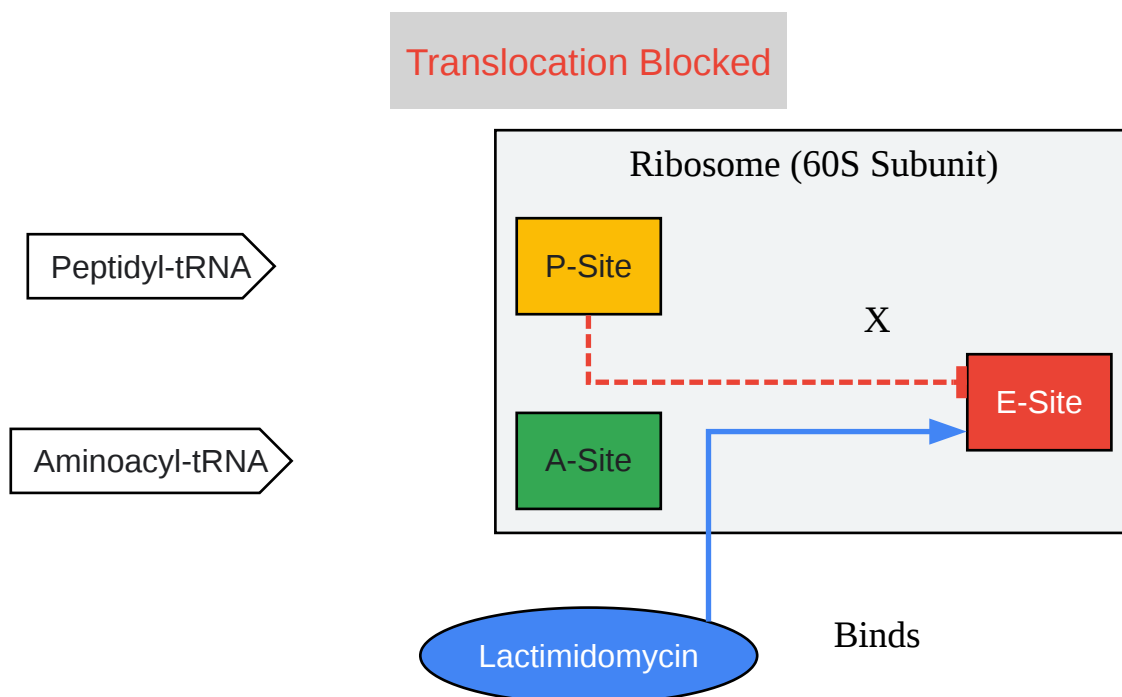 Translocation Blocked
Ribosome (60S Subunit)
Peptidyl-tRNA
P-Site
X
E-Site
Aminoacyl-tRNA
A-Site
Binds
Lactimidomycin